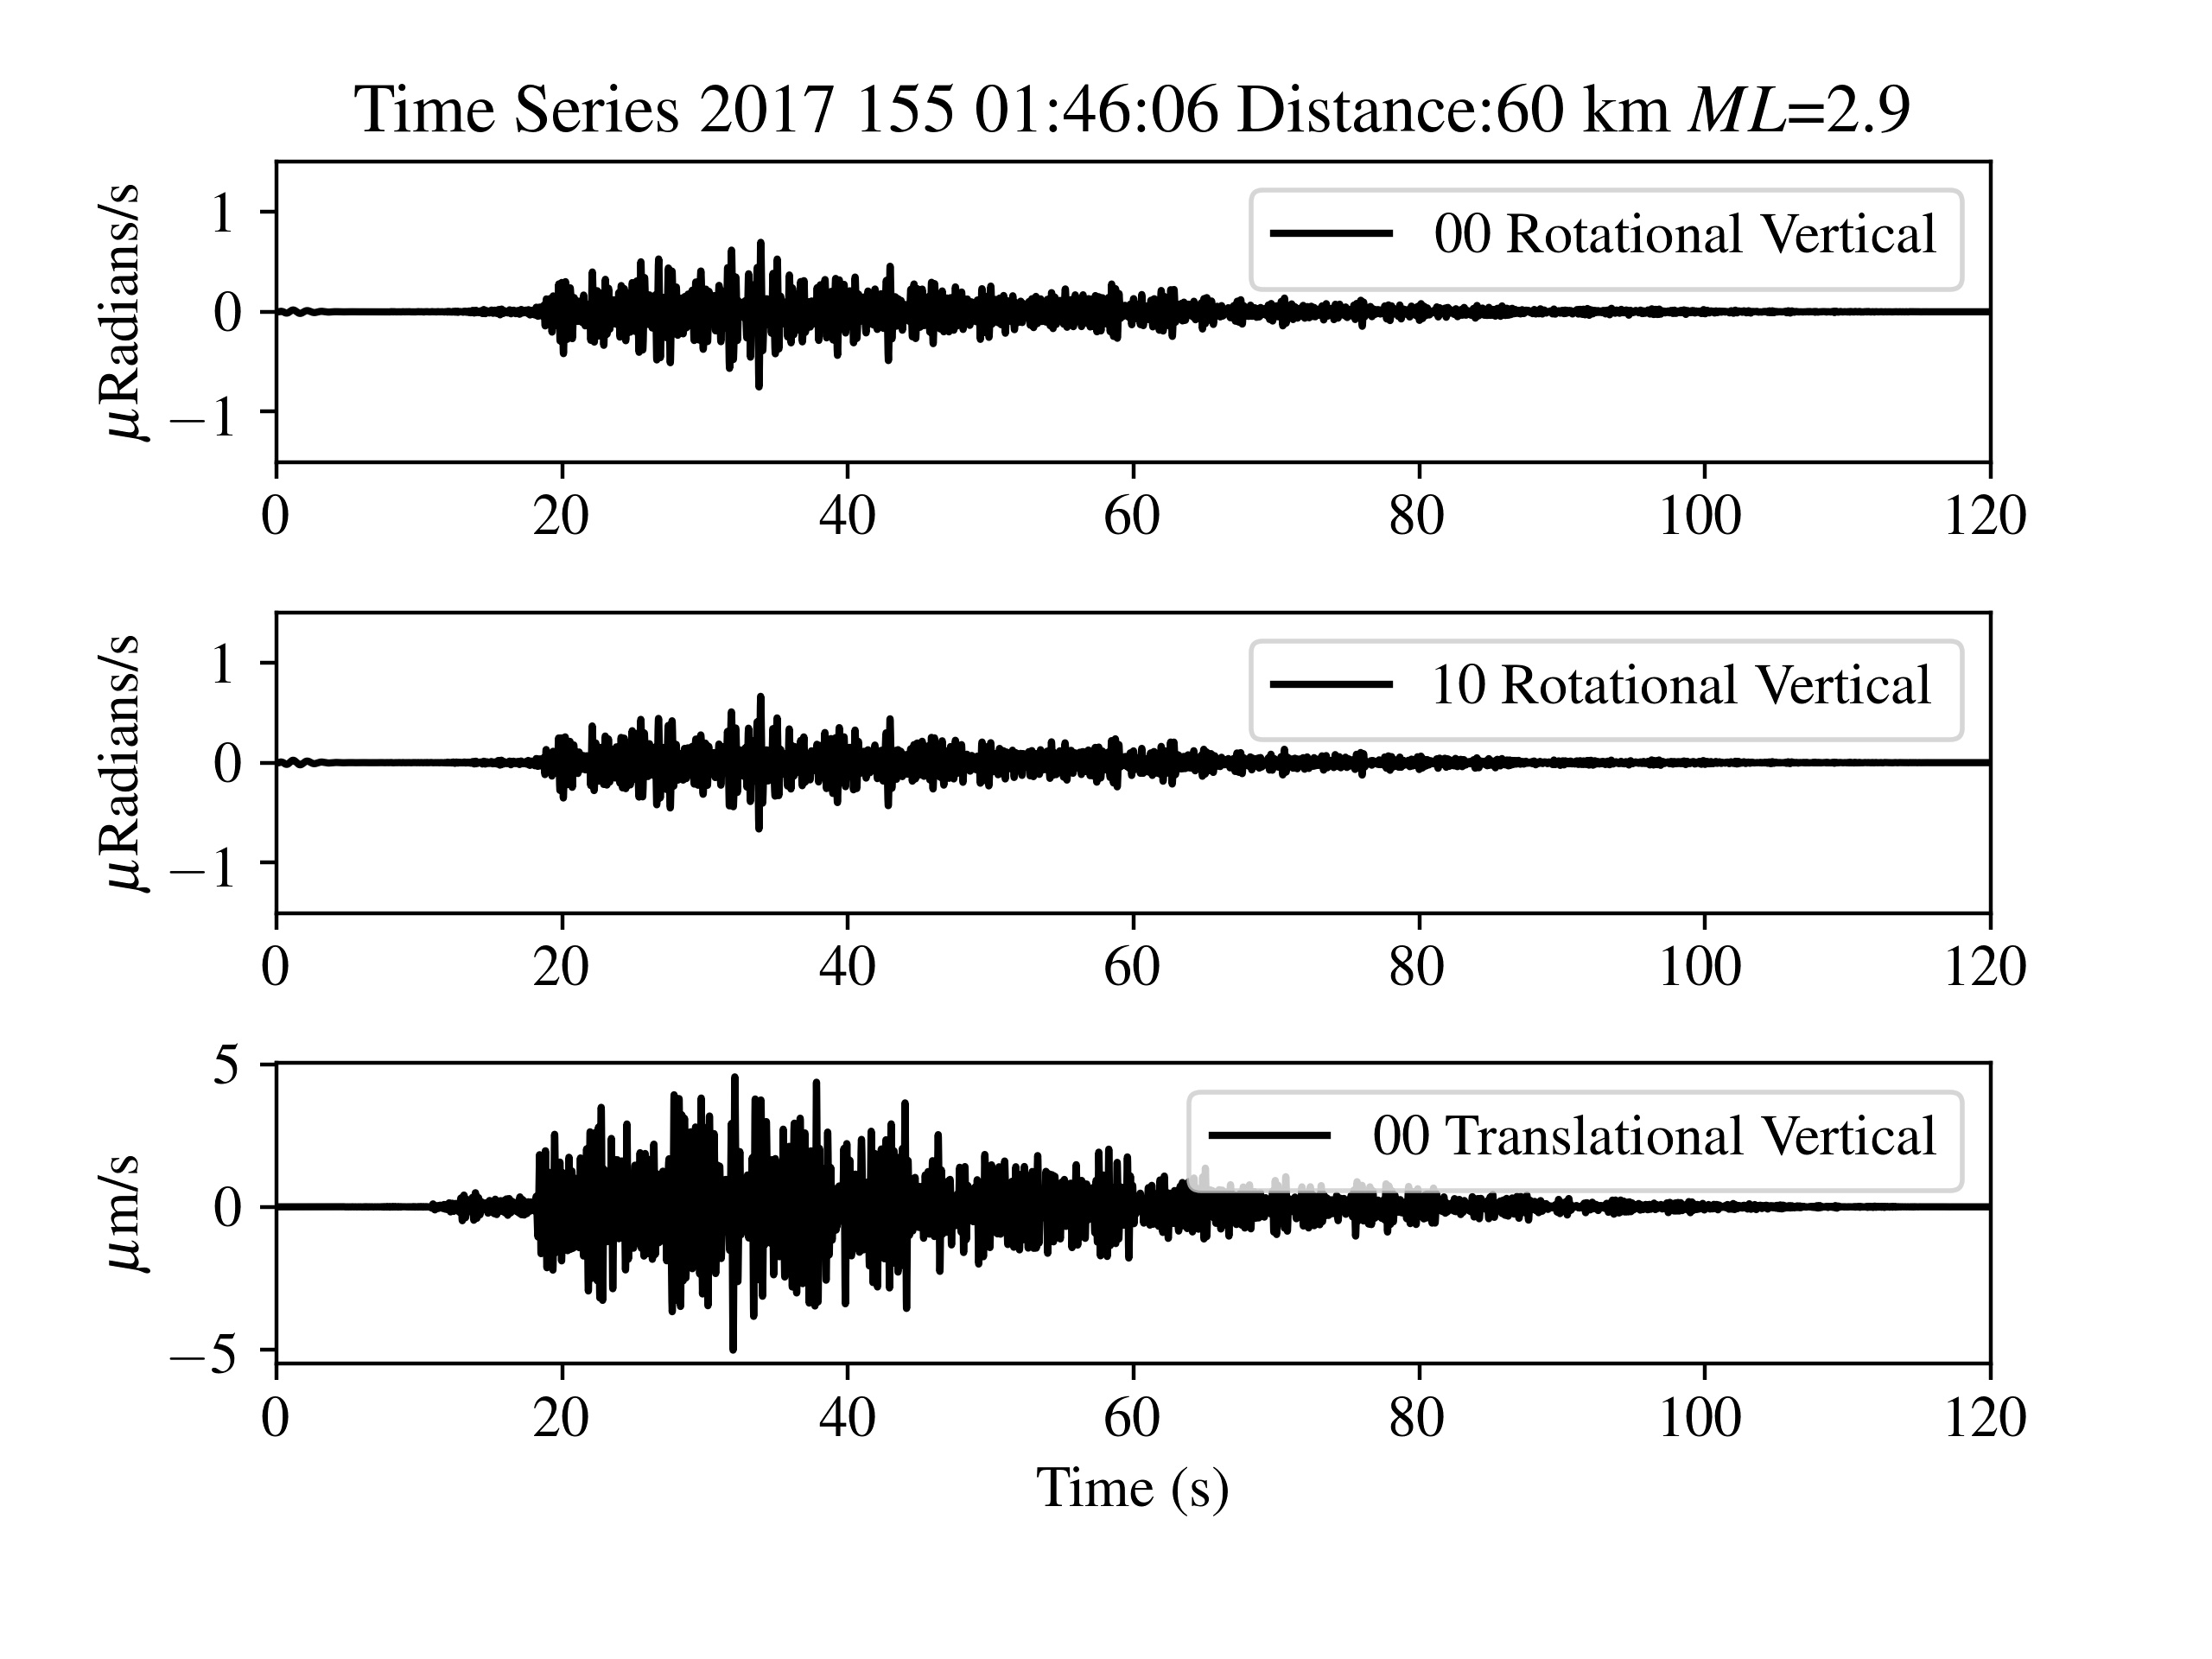 Time Series 2017 155 01:46:06 Distance:60 km ML=2.9
μRadians/s
1
0
−1
00 Rotational Vertical
0 20 40 60 80 100 120
μRadians/s
1
0
−1
10 Rotational Vertical
0 20 40 60 80 100 120
μm/s
5
0
−5
00 Translational Vertical
0 20 40 60 80 100 120
Time (s)